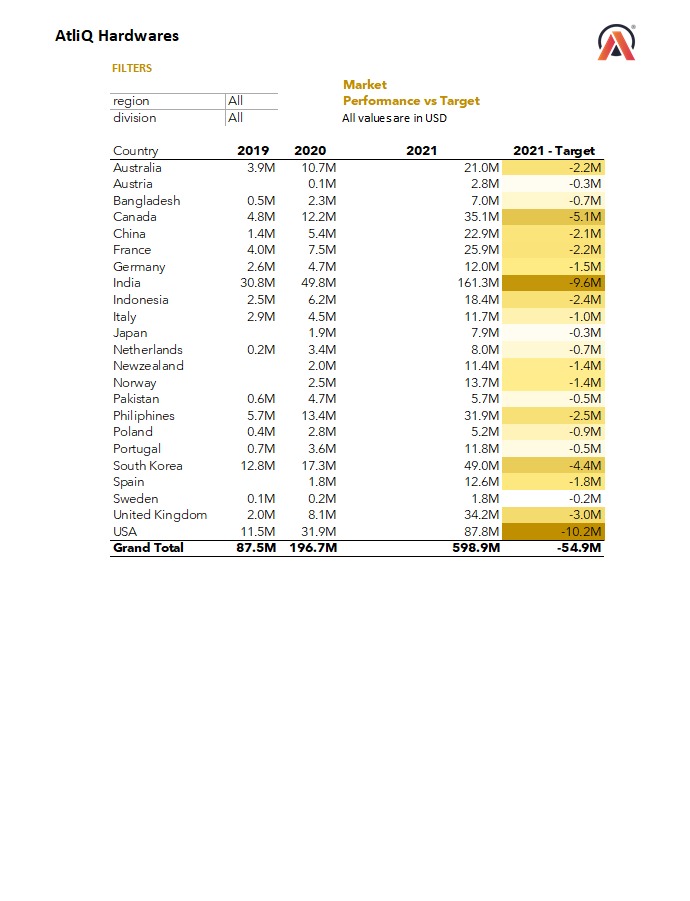 AtliQ Hardwares
®
FILTERS
Market
region All Performance vs Target
division All All values are in USD
Country 2019 2020 2021 2021 - Target
Australia 3.9M 10.7M 21.0M -2.2M
Austria 0.1M 2.8M -0.3M
Bangladesh 0.5M 2.3M 7.0M -0.7M
Canada 4.8M 12.2M 35.1M -5.1M
China 1.4M 5.4M 22.9M -2.1M
France 4.0M 7.5M 25.9M -2.2M
Germany 2.6M 4.7M 12.0M -1.5M
India 30.8M 49.8M 161.3M -9.6M
Indonesia 2.5M 6.2M 18.4M -2.4M
Italy 2.9M 4.5M 11.7M -1.0M
Japan 1.9M 7.9M -0.3M
Netherlands 0.2M 3.4M 8.0M -0.7M
Newzealand 2.0M 11.4M -1.4M
Norway 2.5M 13.7M -1.4M
Pakistan 0.6M 4.7M 5.7M -0.5M
Philiphines 5.7M 13.4M 31.9M -2.5M
Poland 0.4M 2.8M 5.2M -0.9M
Portugal 0.7M 3.6M 11.8M -0.5M
South Korea 12.8M 17.3M 49.0M -4.4M
Spain 1.8M 12.6M -1.8M
Sweden 0.1M 0.2M 1.8M -0.2M
United Kingdom 2.0M 8.1M 34.2M -3.0M
USA 11.5M 31.9M 87.8M -10.2M
Grand Total 87.5M 196.7M 598.9M -54.9M